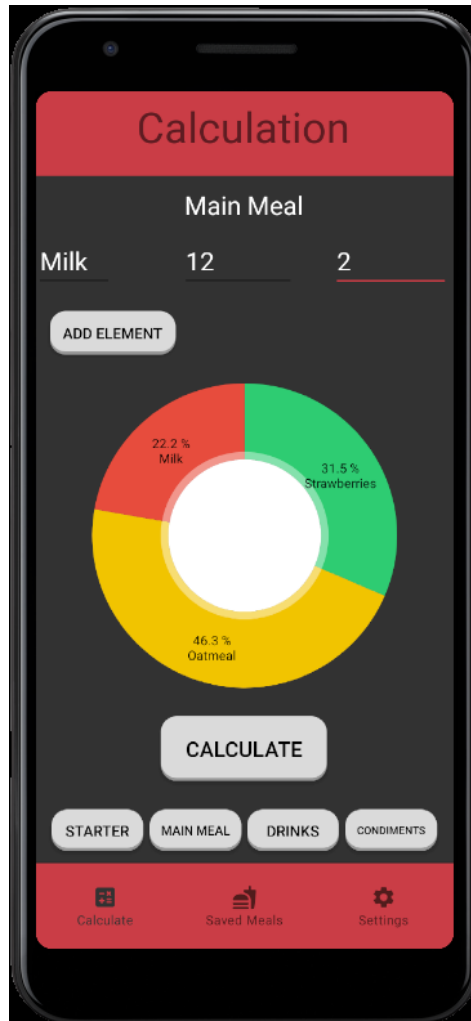 Calculation
Main Meal
Milk 12 2
ADD ELEMENT
22.2 %
Milk
31.5 %
Strawberries
46.3 %
Oatmeal
CALCULATE
STARTER MAIN MEAL DRINKS CONDIMENTS
Calculate Saved Meals Settings